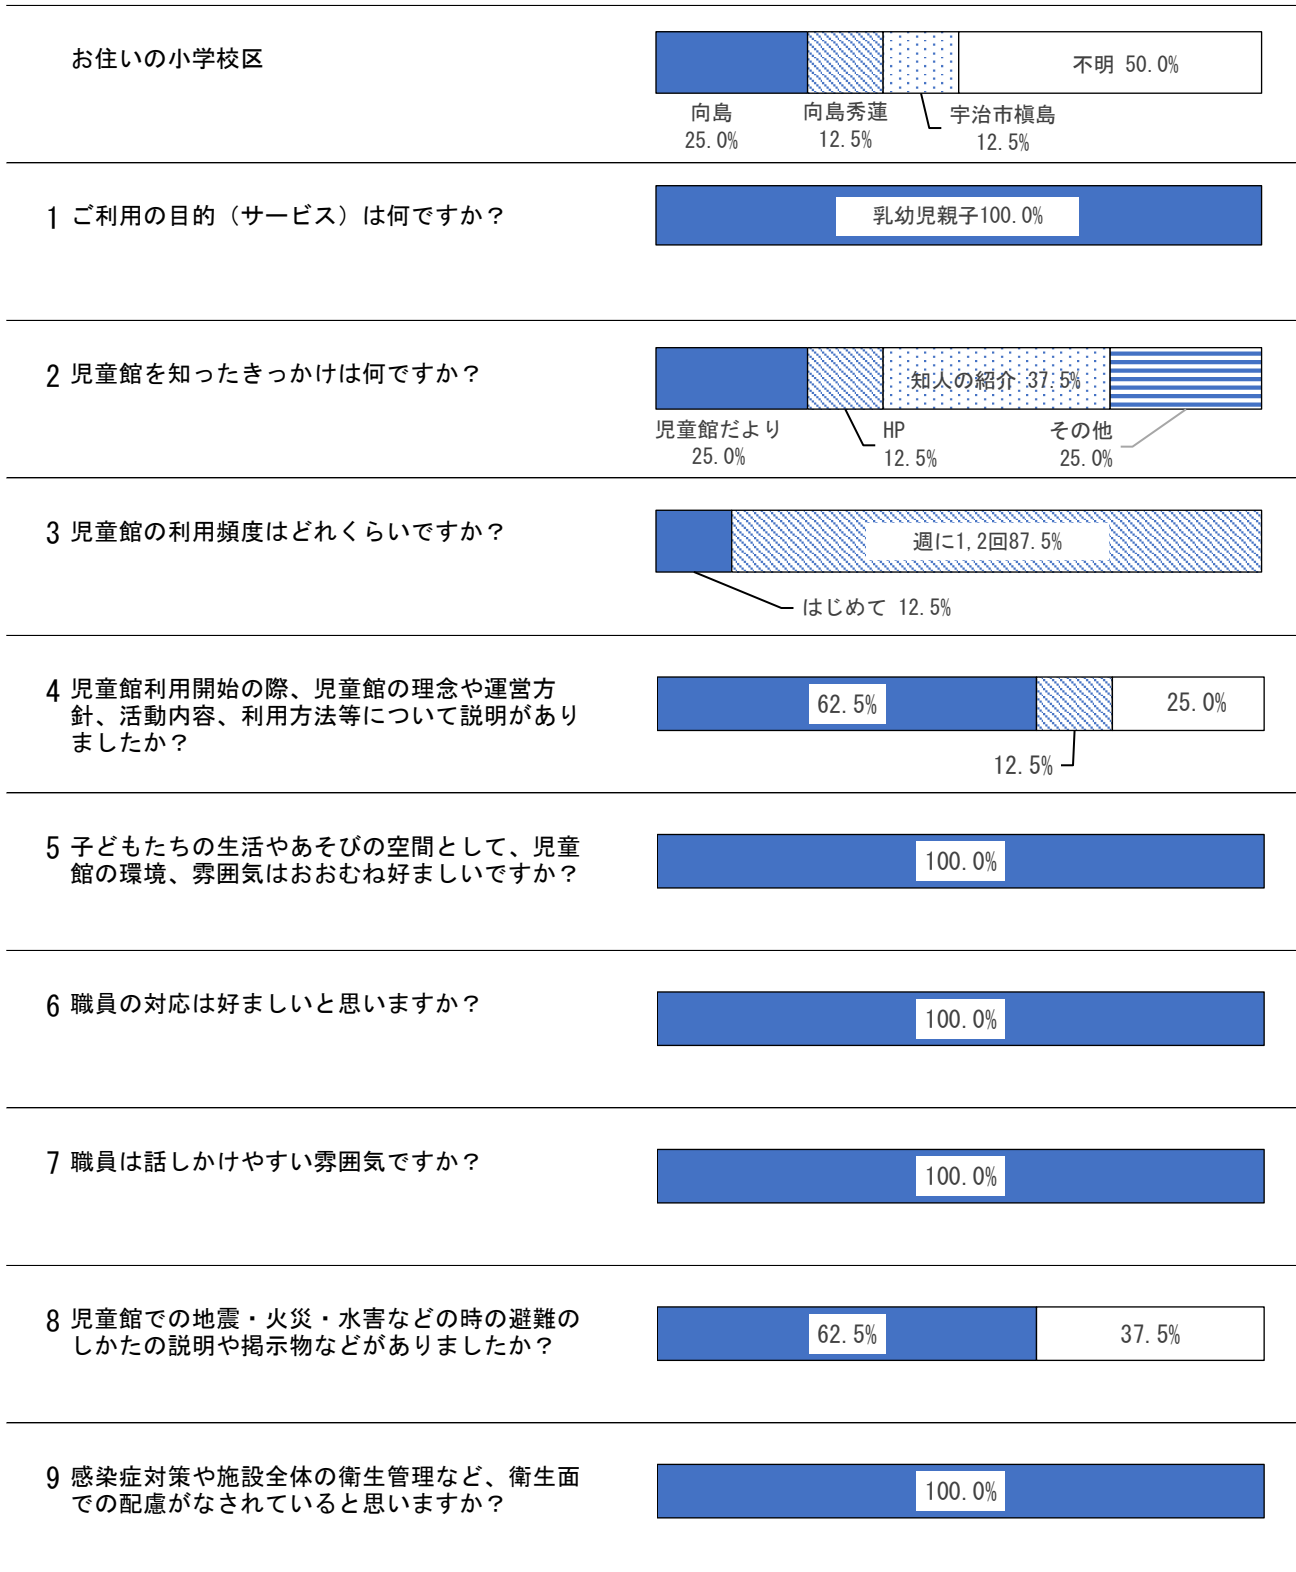 お住いの小学校区
不明 50.0%
向島
25.0%
向島秀蓮
12.5%
宇治市槇島
12.5%
1 ご利用の目的（サービス）は何ですか？
乳幼児親子100.0%
2 児童館を知ったきっかけは何ですか？
知人の紹介 37.5%
児童館だより
25.0%
HP
12.5%
その他
25.0%
3 児童館の利用頻度はどれくらいですか？
週に1,2回87.5%
はじめて 12.5%
4 児童館利用開始の際、児童館の理念や運営方
針、活動内容、利用方法等について説明があり
ましたか？
62.5%
25.0%
12.5%
5 子どもたちの生活やあそびの空間として、児童
館の環境、雰囲気はおおむね好ましいですか？
100.0%
6 職員の対応は好ましいと思いますか？
100.0%
7 職員は話しかけやすい雰囲気ですか？
100.0%
8 児童館での地震・火災・水害などの時の避難の
しかたの説明や掲示物などがありましたか？
62.5%
37.5%
9 感染症対策や施設全体の衛生管理など、衛生面
での配慮がなされていると思いますか？
100.0%